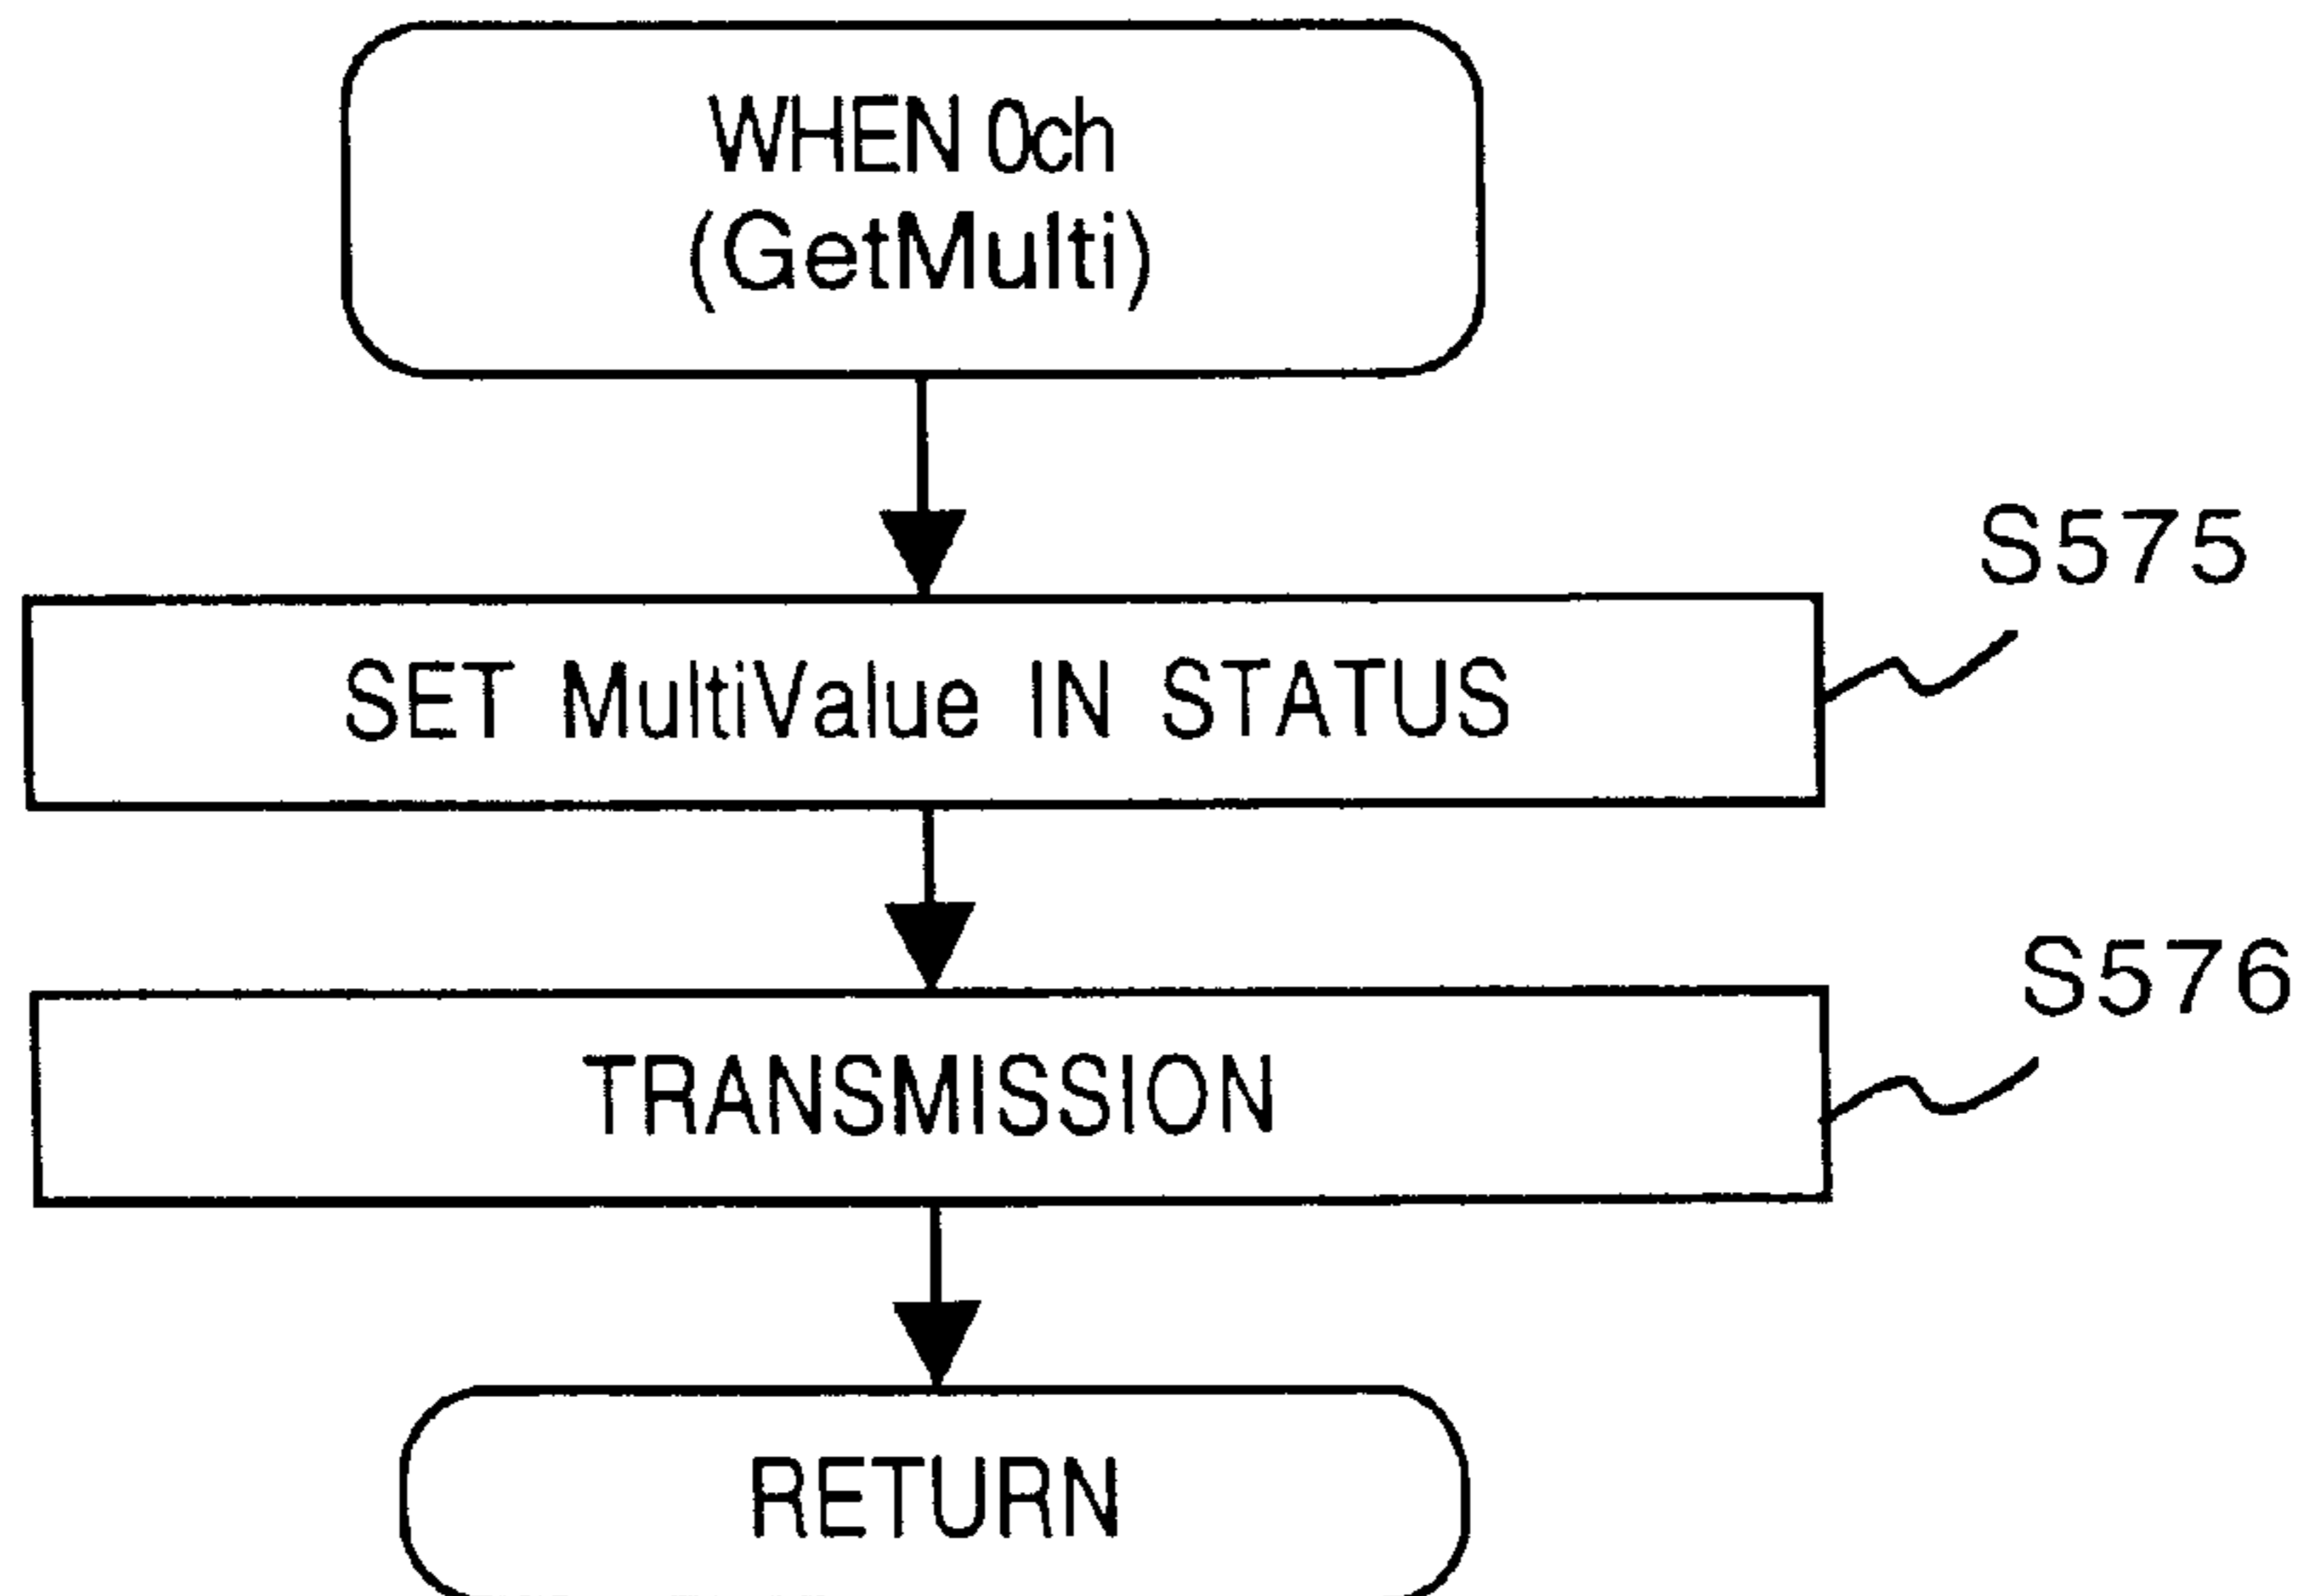 WHEN 0ch
(GetMulti)
S575
SET MultiValue IN STATUS
S576
TRANSMISSION
RETURN